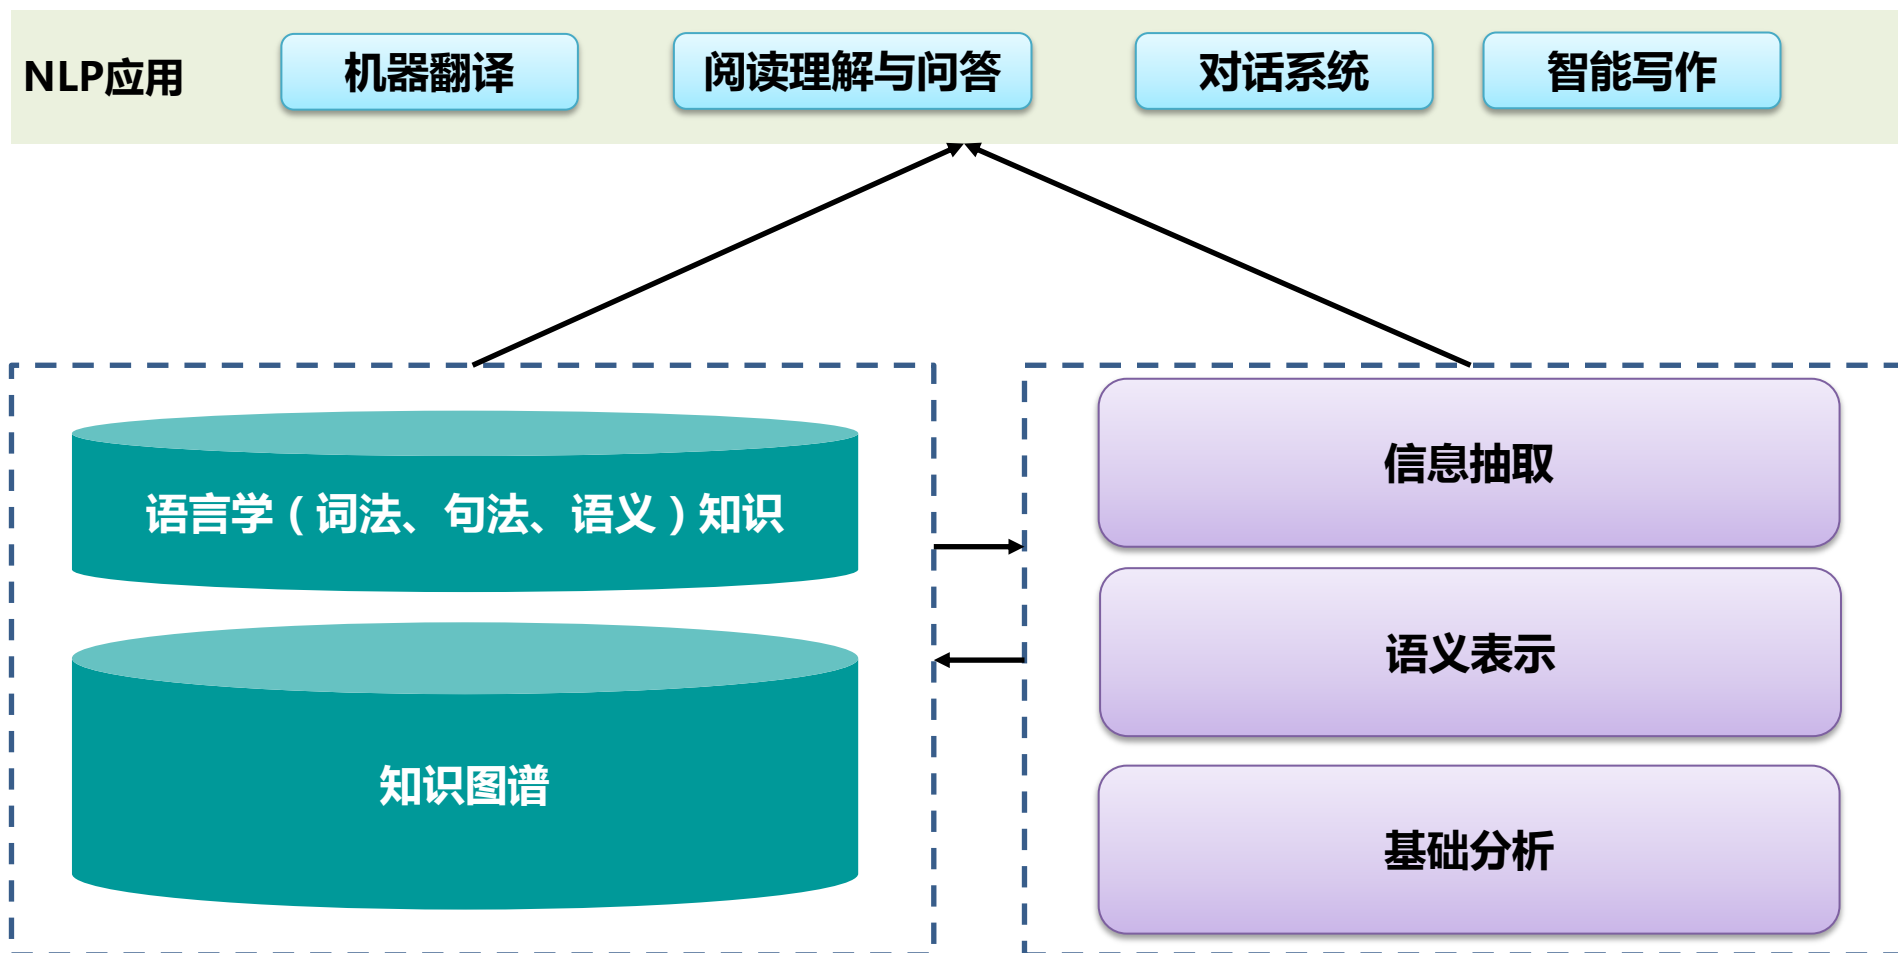 NLP应用
机器翻译
阅读理解与问答
对话系统
智能写作
语言学（词法、句法、语义）知识
知识图谱
信息抽取
语义表示
基础分析